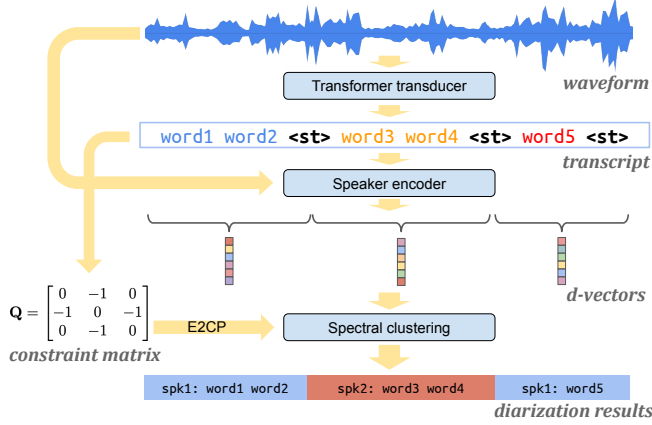 waveform
Transformer transducer
word1 word2 <st> word3 word4 <st> word5 <st>
transcript
Speaker encoder
d-vectors
Q = [ 0 -1 0
-1 0 -1
0 -1 0 ]
constraint matrix
E2CP
Spectral clustering
spk1: word1 word2 spk2: word3 word4 spk1: word5
diarization results